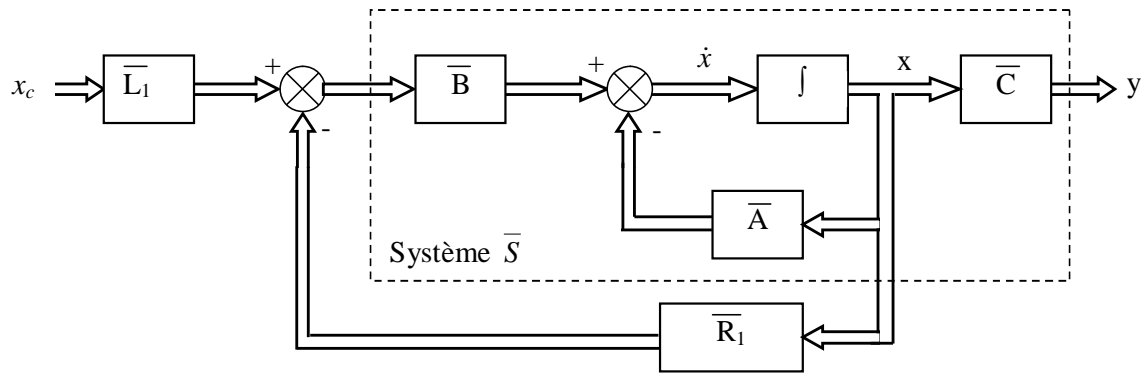 x_c
L̅₁
+
-
B̅
+
-
ẋ
∫
x
C̅
y
A̅
Système S̅
R̅₁